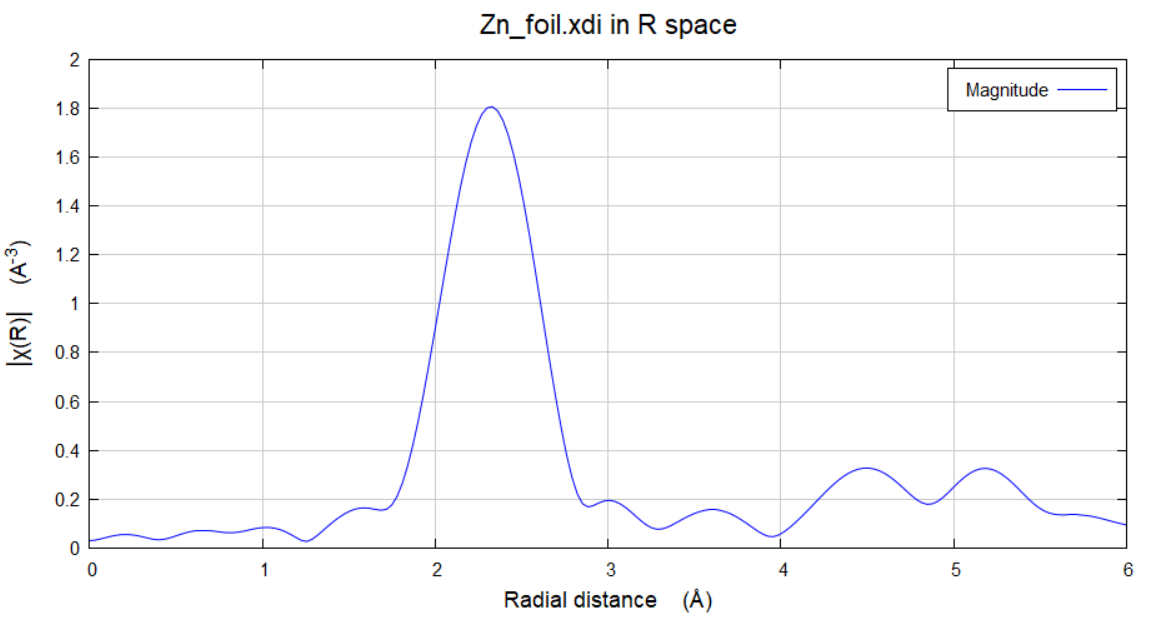 Zn_foil.xdi in R space
Magnitude
2
1.8
1.6
1.4
1.2
1
0.8
0.6
0.4
0.2
0
|χ(R)| (A⁻³)
0 1 2 3 4 5 6
Radial distance (Å)